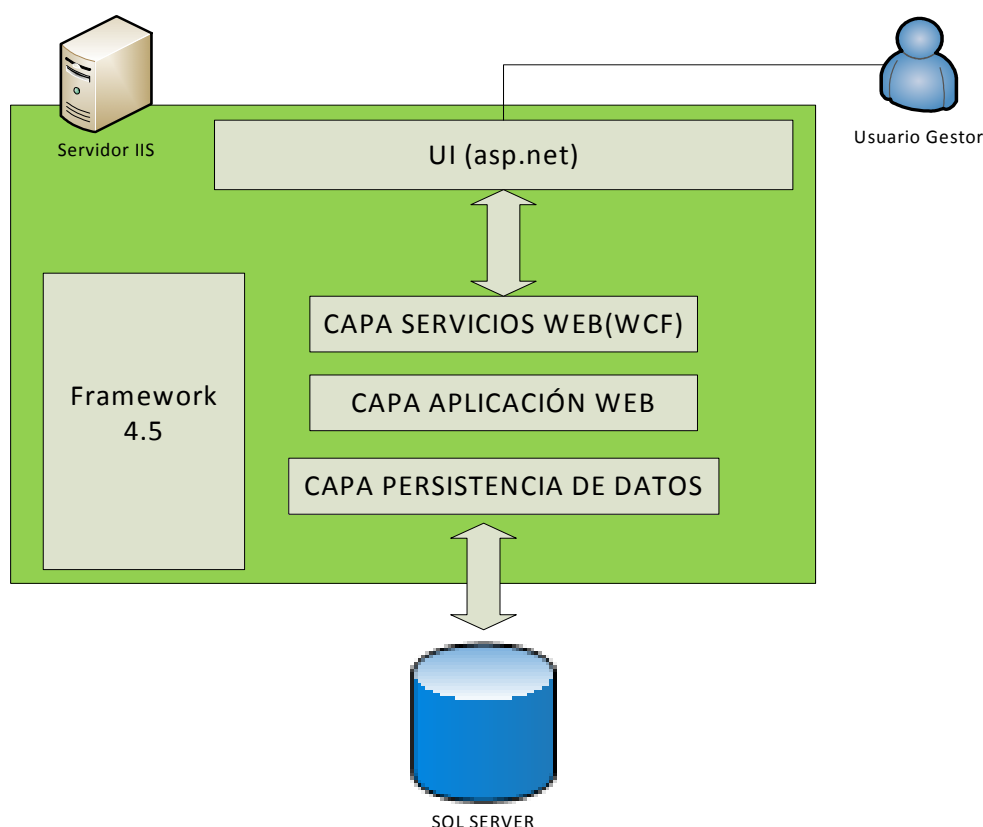 Servidor IIS
Usuario Gestor
UI (asp.net)
CAPA SERVICIOS WEB(WCF)
Framework
4.5
CAPA APLICACIÓN WEB
CAPA PERSISTENCIA DE DATOS
SQL SERVER